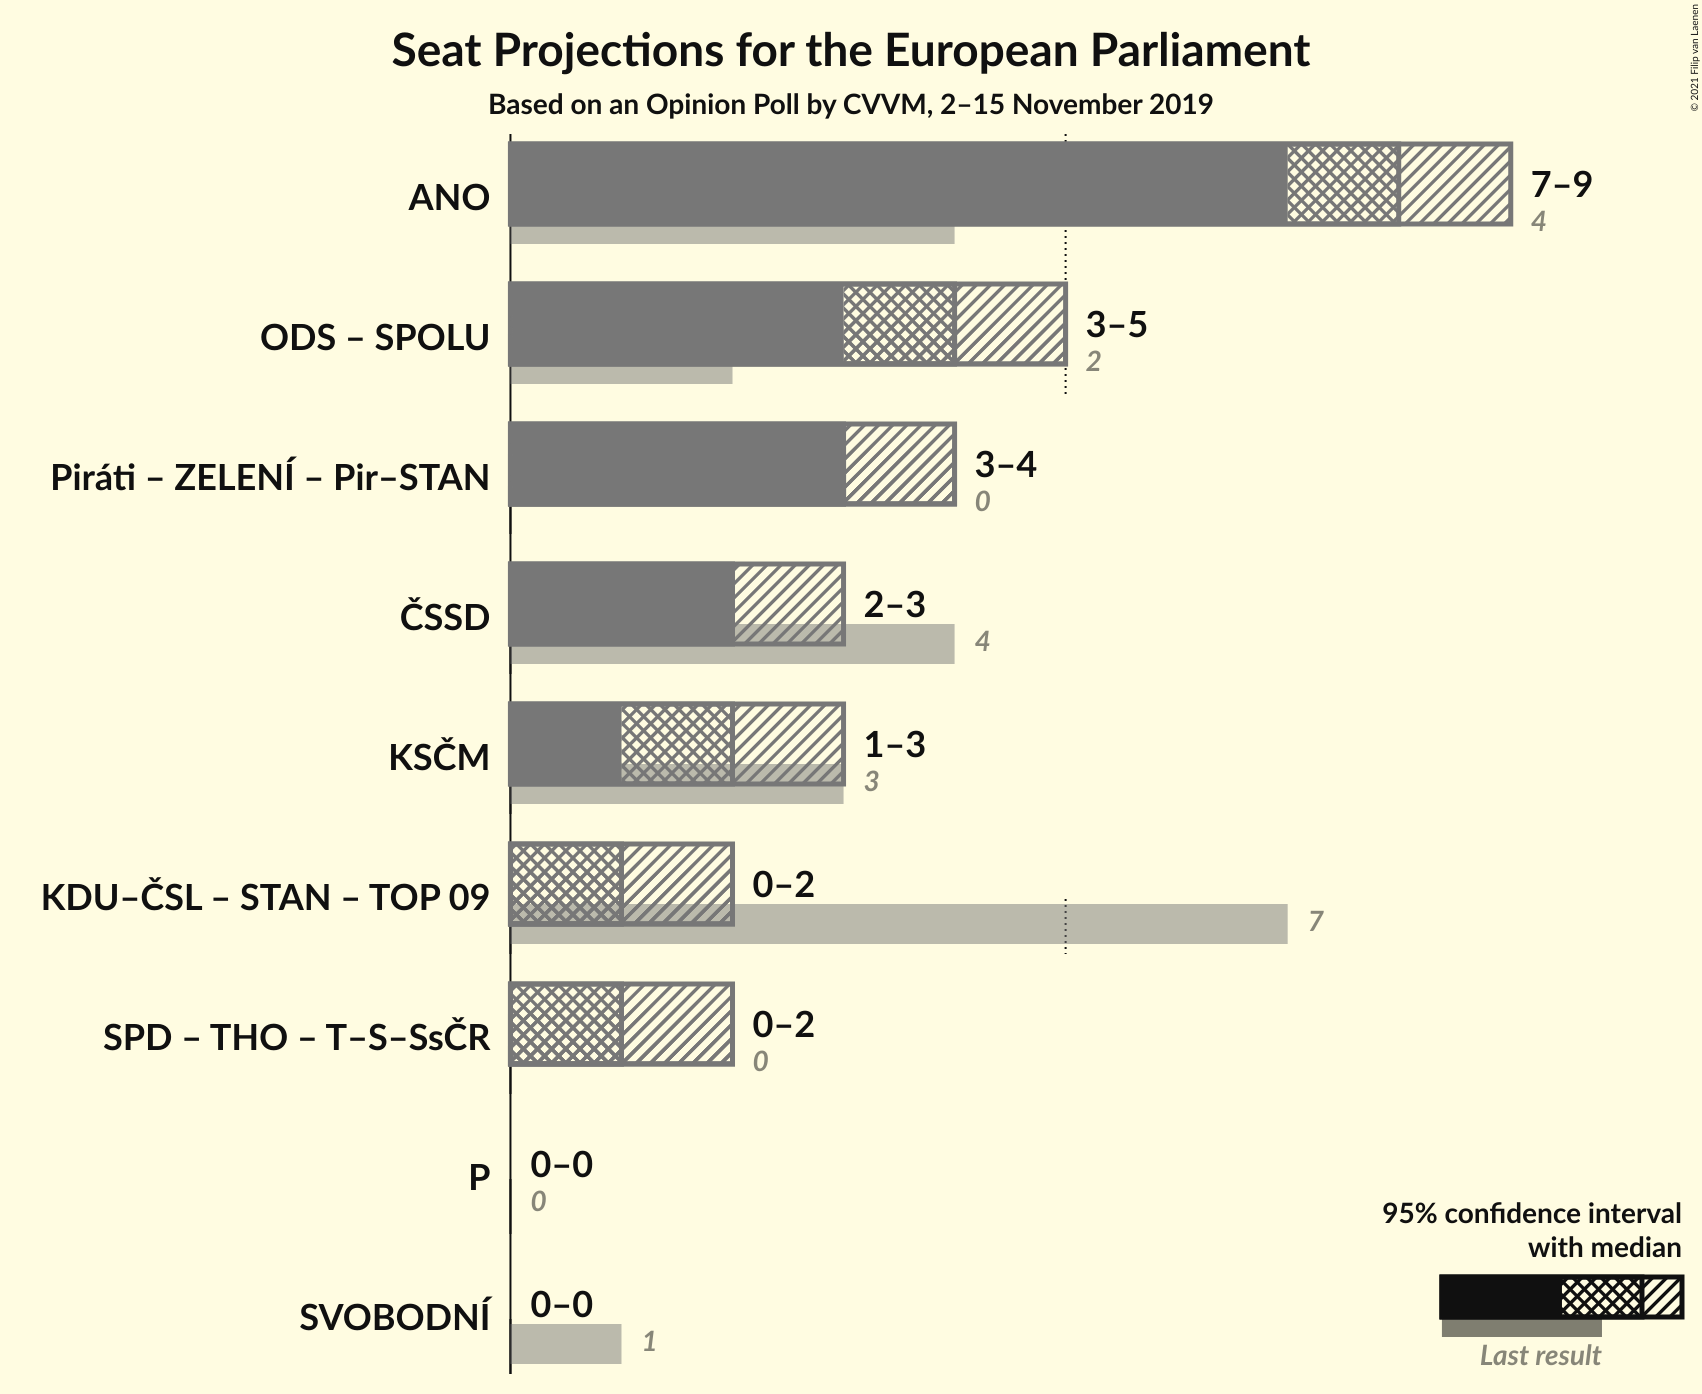 Seat Projections for the European Parliament
Based on an Opinion Poll by CVVM, 2–15 November 2019
© 2021 Filip van Laenen
ANO
7–9
4
ODS – SPOLU
3–5
2
Piráti – ZELENÍ – Pir–STAN
3–4
0
ČSSD
2–3
4
KSČM
1–3
3
KDU–ČSL – STAN – TOP 09
0–2
7
SPD – THO – T–S–SsČR
0–2
0
P
0–0
0
SVOBODNÍ
0–0
1
95% confidence interval
with median
Last result